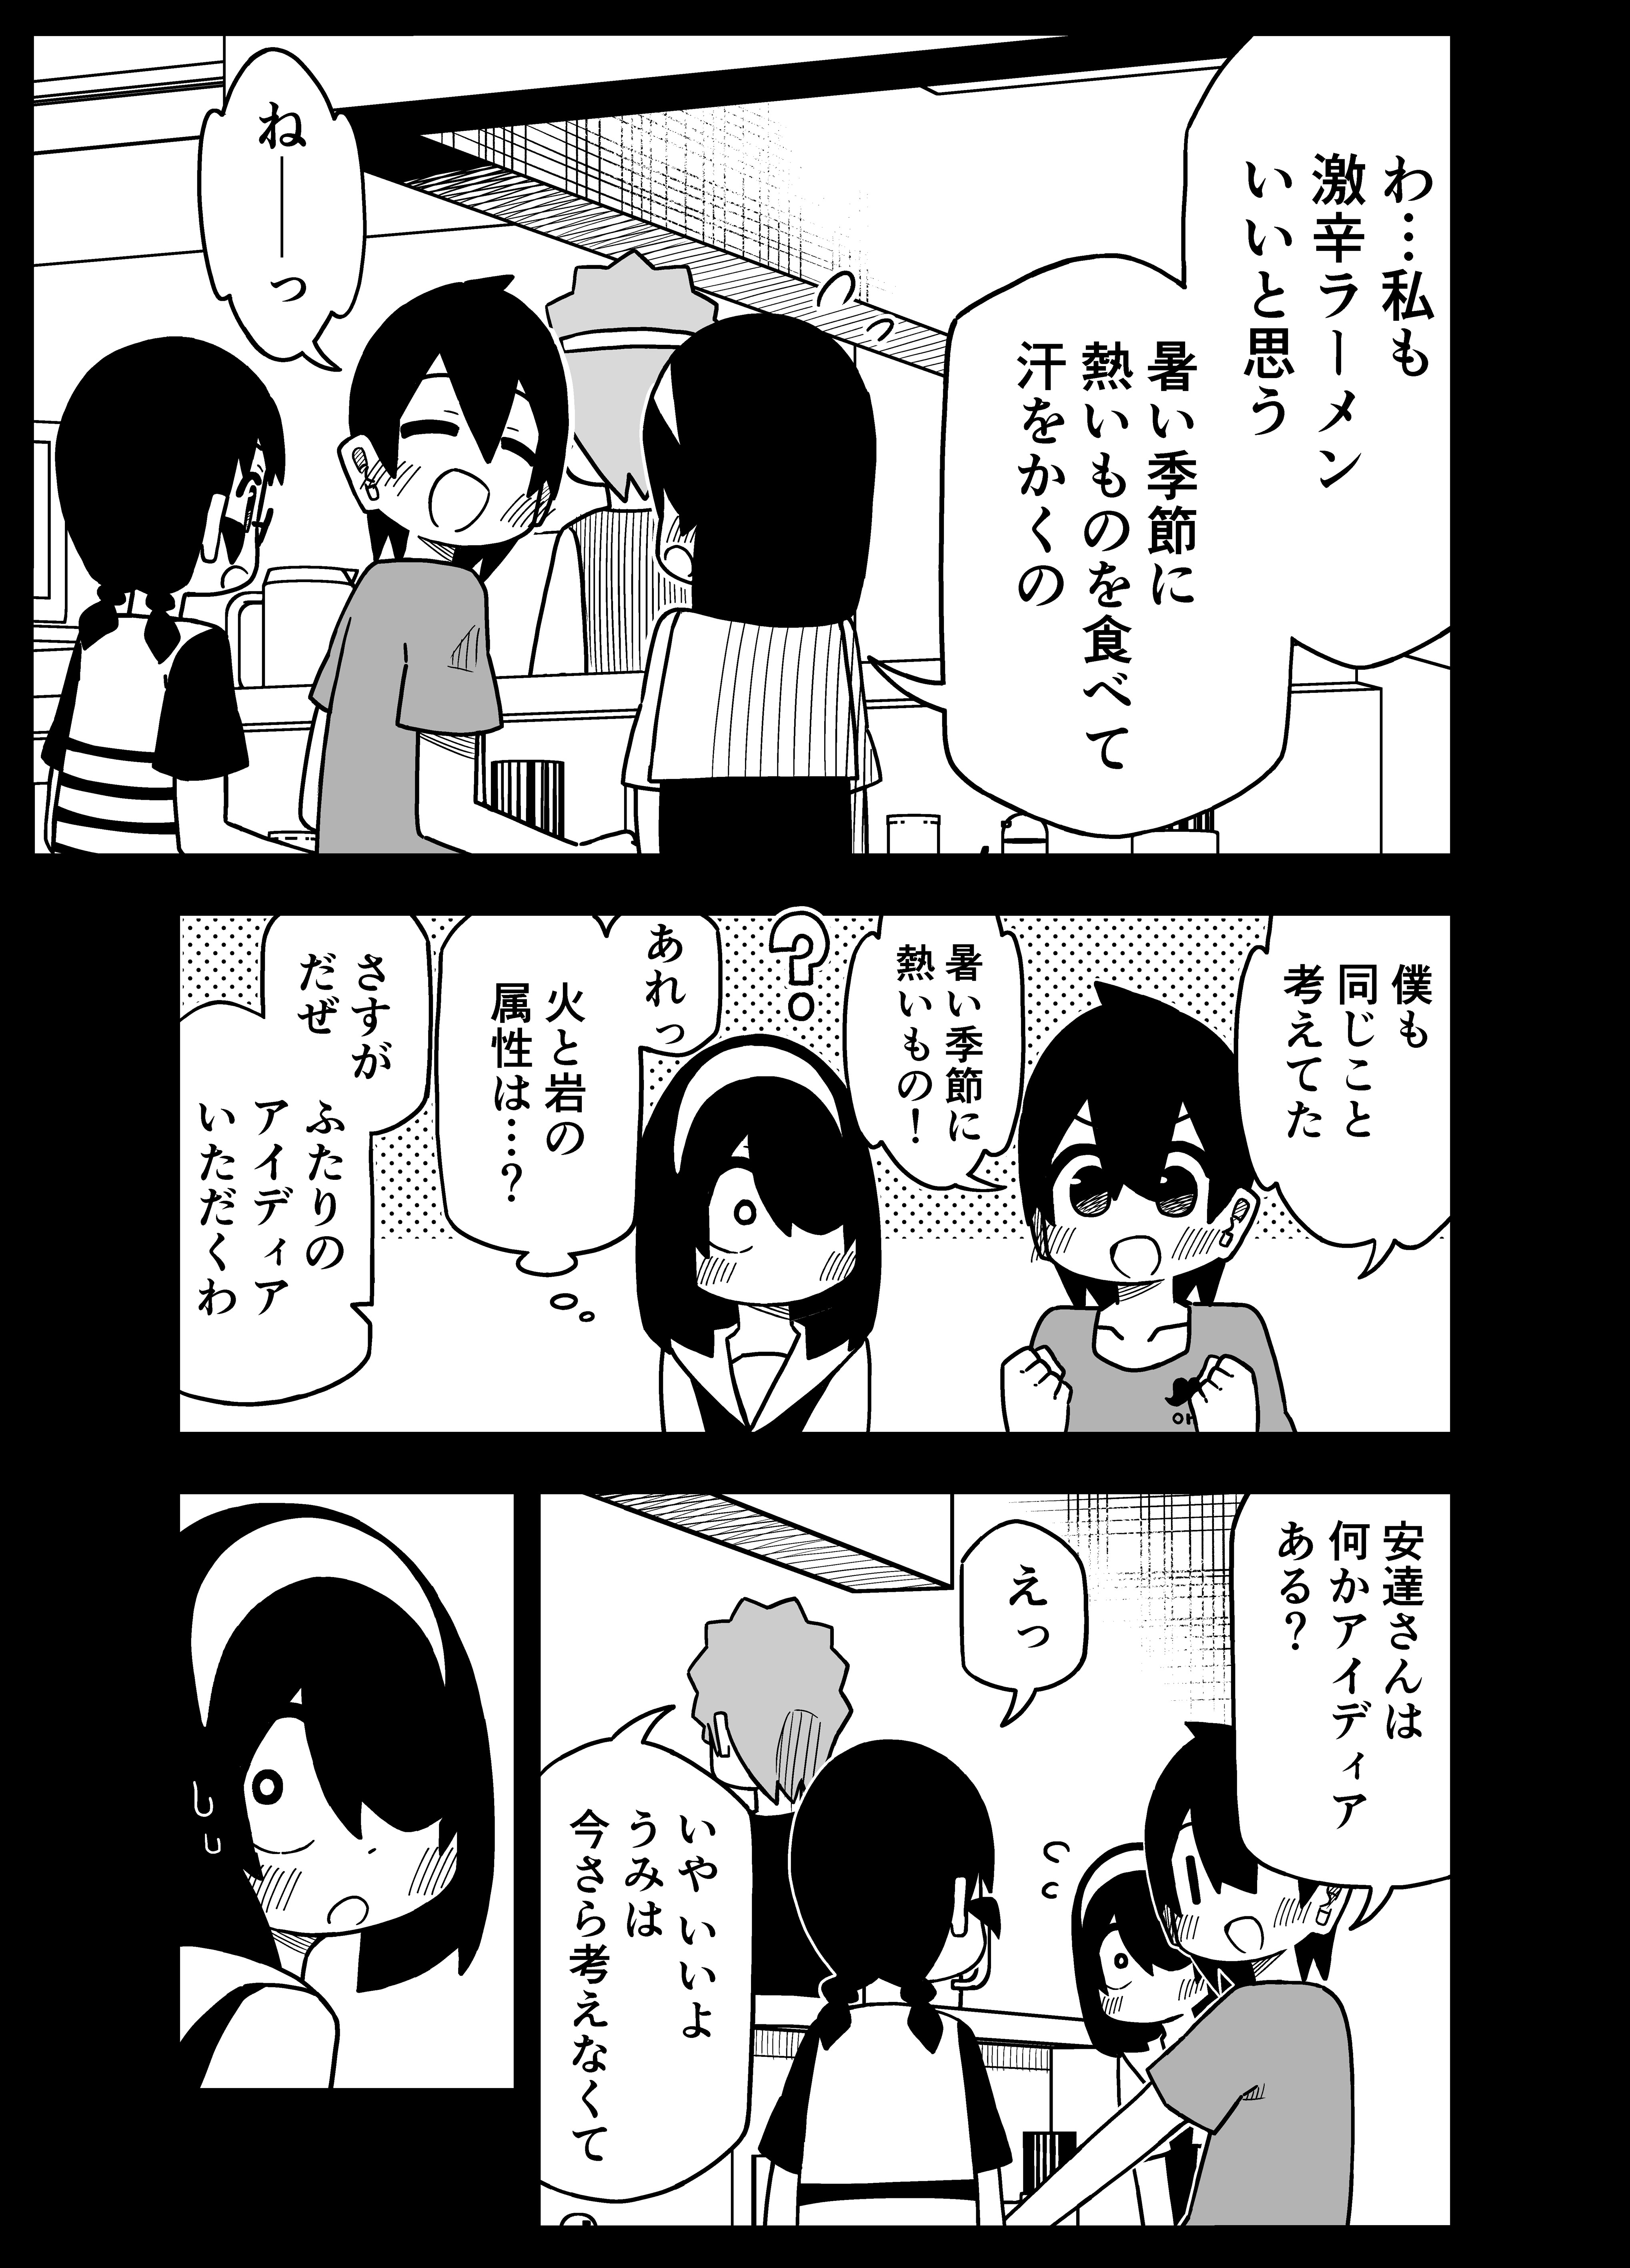 わ…私も
激辛ラーメン
いいと思う
暑い季節に
熱いものを食べて
汗をかくの
ねーっ
僕も
同じこと
考えてた
暑い季節に
熱いもの！
?
あれっ
火と岩の
属性は…？
さすが
だぜ
ふたりの
アイディア
いただくわ
OH
安達さんは
何かアイディア
ある？
えっ
いやいいよ
うみは
今さら考えなくて